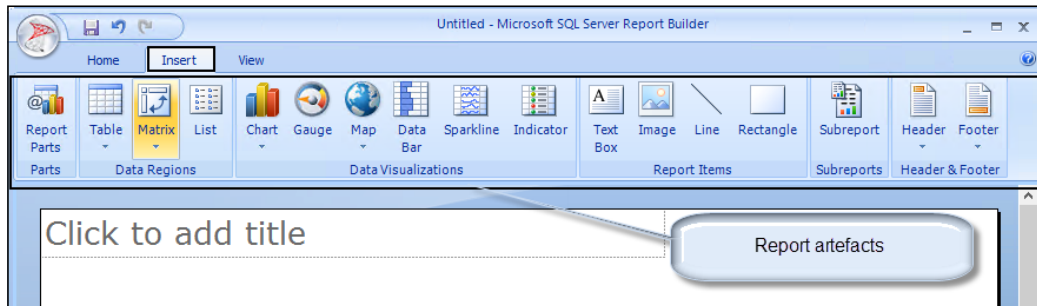 Untitled - Microsoft SQL Server Report Builder
Home Insert View
Report Parts Table Matrix List Chart Gauge Map Data Bar Sparkline Indicator Text Box Image Line Rectangle Subreport Header Footer
Parts Data Regions Data Visualizations Report Items Subreports Header & Footer
Click to add title
Report artefacts